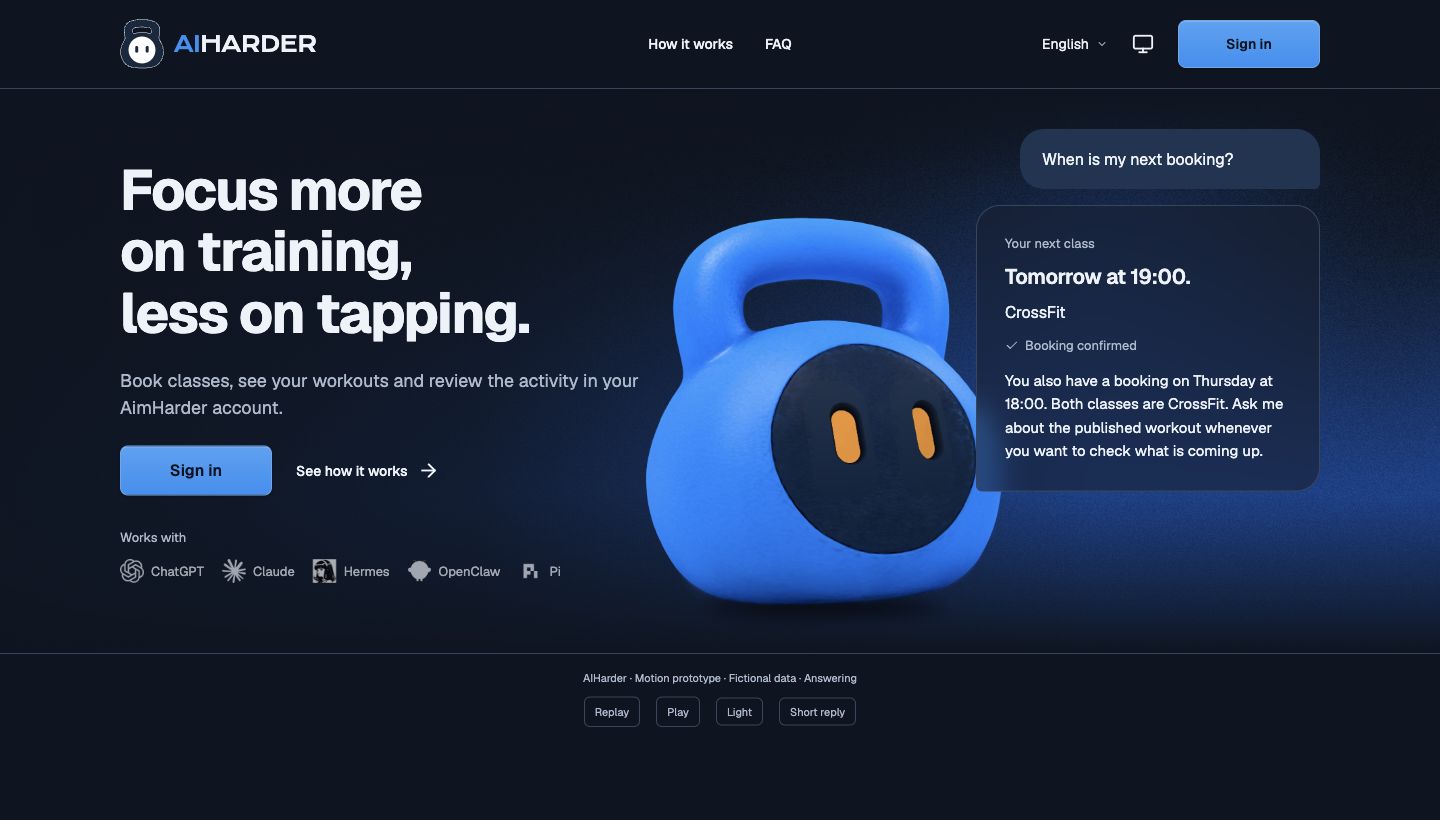 AIHARDER
How it works
FAQ
English
Sign in
Focus more
on training,
less on tapping.
Book classes, see your workouts and review the activity in your
AimHarder account.
Sign in
See how it works
Works with
ChatGPT
Claude
Hermes
OpenClaw
Pi
When is my next booking?
Your next class
Tomorrow at 19:00.
CrossFit
Booking confirmed
You also have a booking on Thursday at
18:00. Both classes are CrossFit. Ask me
about the published workout whenever
you want to check what is coming up.
AIHarder · Motion prototype · Fictional data · Answering
Replay
Play
Light
Short reply